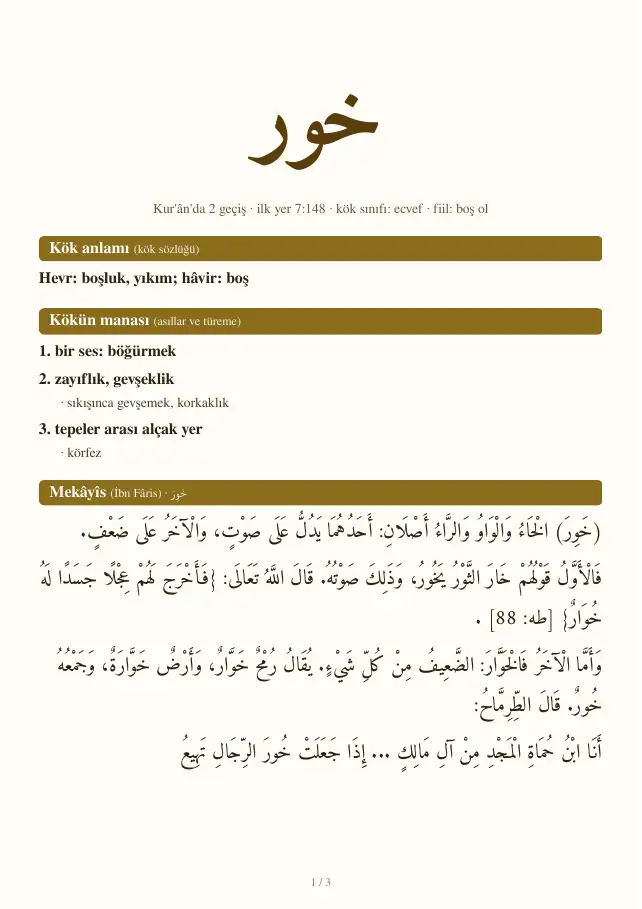 خور
Kur'ân'da 2 geçiş · ilk yer 7:148 · kök sınıfı: ecvef · fiil: boş ol
Kök anlamı (kök sözlüğü)
Hevr: boşluk, yıkım; hâvir: boş
Kökün manası (asıllar ve türeme)
1. bir ses: böğürmek
2. zayıflık, gevşeklik
· sıkışınca gevşemek, korkaklık
3. tepeler arası alçak yer
· körfez
Mekâyîs (İbn Fâris) · خَوِرَ
(خَوِرَ) الْخَاءُ وَالْوَاوُ وَالرَّاءُ أَصْلَانِ: أَحَدُهُمَا يَدُلُّ عَلَى صَوْتٍ، وَالْآخَرُ عَلَى ضَعْفٍ.
فَالْأَوَّلُ قَوْلُهُمْ خَارَ الثَّوْرُ يَخُورُ، وَذَلِكَ صَوْتُهُ. قَالَ اللَّهُ تَعَالَى: {فَأَخْرَجَ لَهُمْ عِجْلًا جَسَدًا لَهُ
خُوَارٌ} [طه: 88] .
وَأَمَّا الْآخَرُ فَالْخَوَّارَ: الضَّعِيفُ مِنْ كُلِّ شَيْءٍ. يُقَالُ رُمْحٌ خَوَّارٌ، وَأَرْضٌ خَوَّارَةٌ، وَجَمْعُهُ
خُورٌ. قَالَ الطِّرِمَّاحُ:
أَنَا ابْنُ حُمَاةِ الْمَجْدِ مِنْ آلِ مَالِكٍ ... إِذَا جَعَلَتْ خُورَ الرِّجَالِ تَهِيعُ
1 / 3